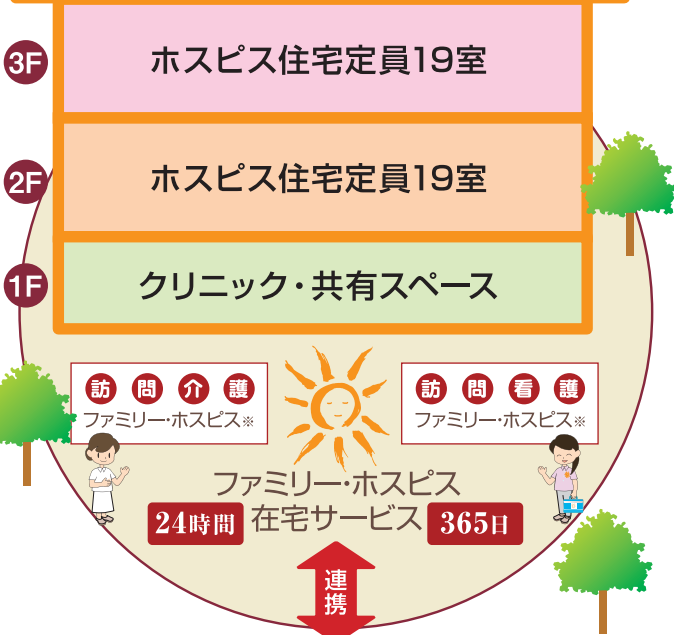 3F
ホスピス住宅定員19室
2F
ホスピス住宅定員19室
1F
クリニック・共有スペース
訪問介護
ファミリー・ホスピス※
訪問看護
ファミリー・ホスピス※
ファミリー・ホスピス
24時間 在宅サービス 365日
連携